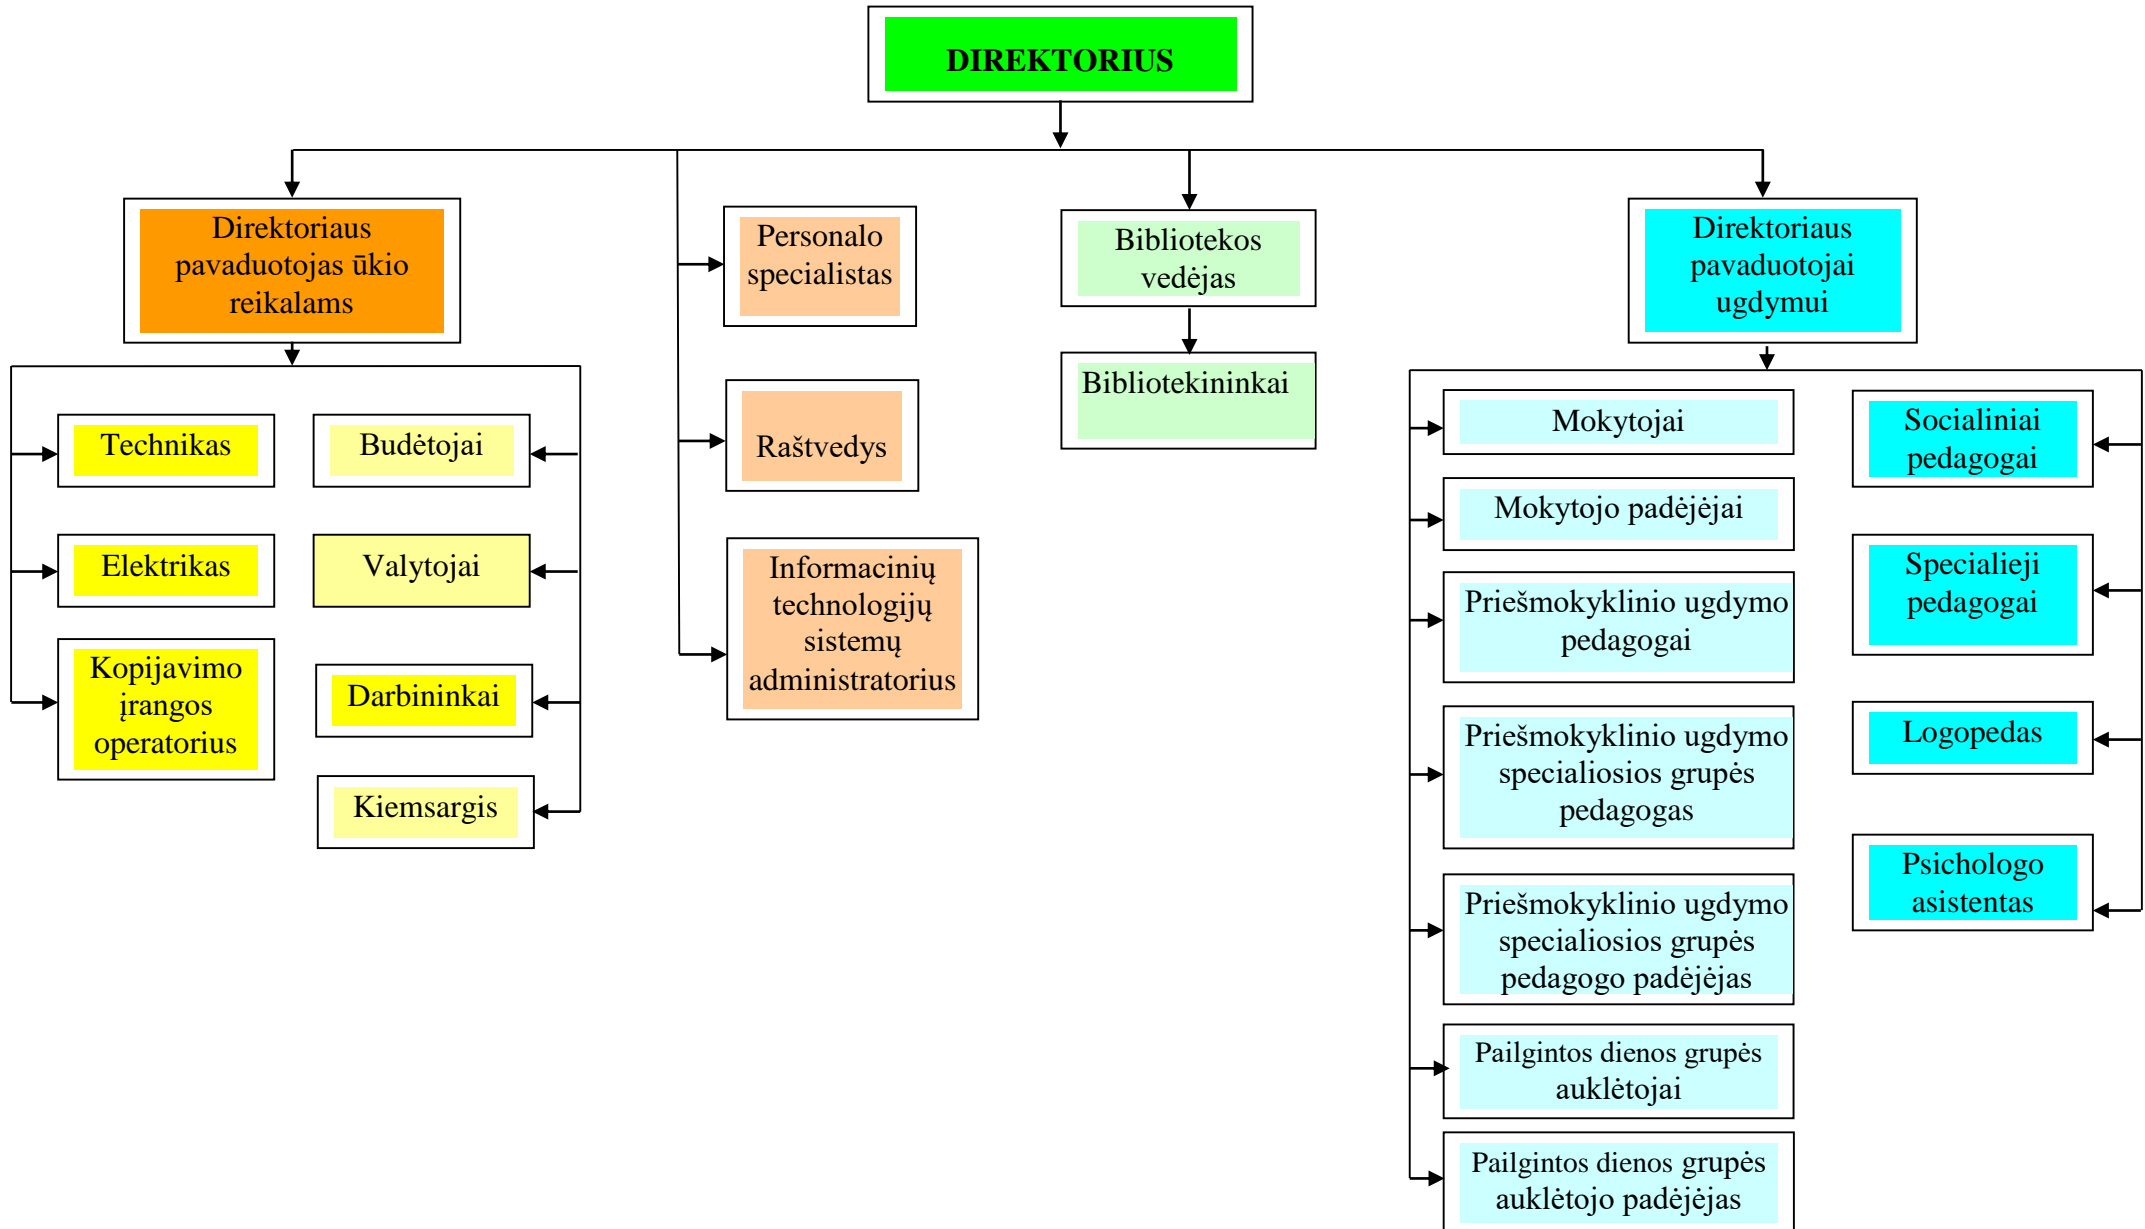 DIREKTORIUS
Direktoriaus
pavaduotojas ūkio
reikalams
Personalo
specialistas
Bibliotekos
vedėjas
Direktoriaus
pavaduotojai
ugdymui
Technikas
Budėtojai
Elektrikas
Valytojai
Kopijavimo
įrangos
operatorius
Darbininkai
Kiemsargis
Raštvedys
Informacinių
technologijų
sistemų
administratorius
Bibliotekininkai
Mokytojai
Mokytojo padėjėjai
Priešmokyklinio ugdymo
pedagogai
Priešmokyklinio ugdymo
specialiosios grupės
pedagogas
Priešmokyklinio ugdymo
specialiosios grupės
pedagogo padėjėjas
Pailgintos dienos grupės
auklėtojai
Pailgintos dienos grupės
auklėtojo padėjėjas
Socialiniai
pedagogai
Specialieji
pedagogai
Logopedas
Psichologo
asistentas